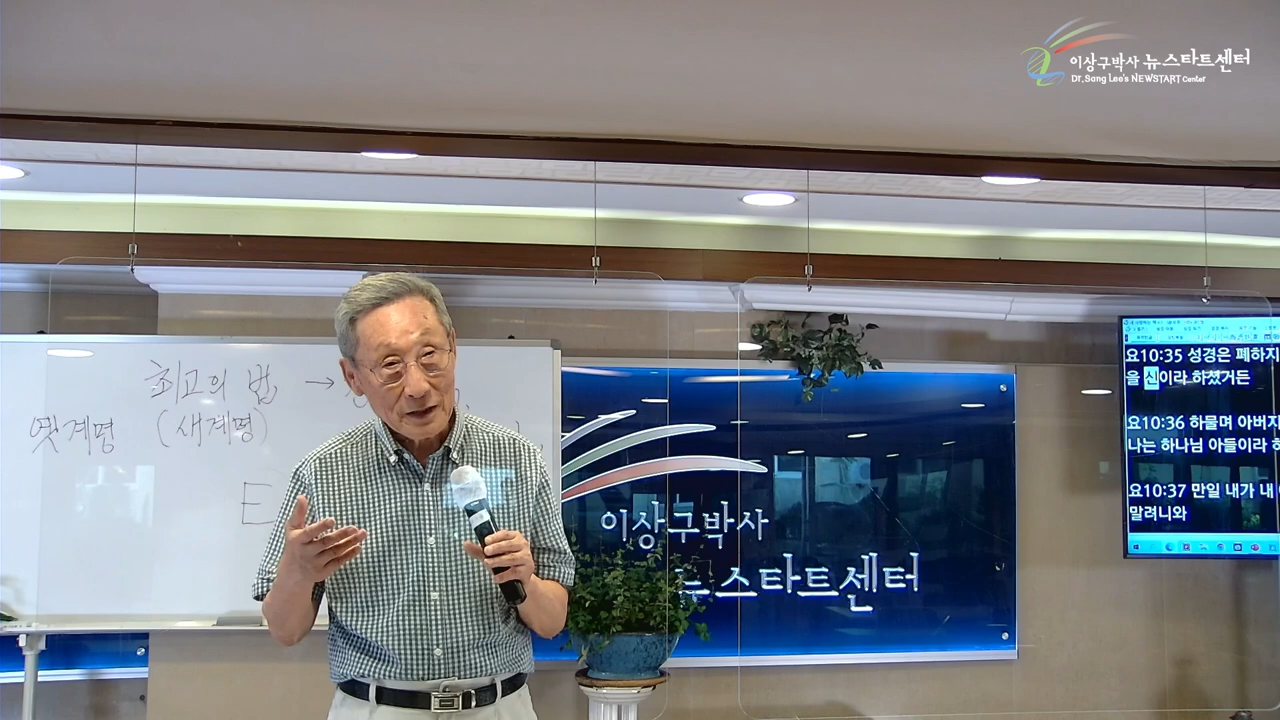 이상구박사 뉴스타트센터
Dr. Sang Lee's NEWSTART Center
최고의 법 →
옛계명 (새계명)
E
이상구박사
뉴스타트센터
요10:35 성경은 폐하지
을 신이라 하셨거든
요10:36 하물며 아버지
나는 하나님 아들이라 하
요10:37 만일 내가 내
말려니와